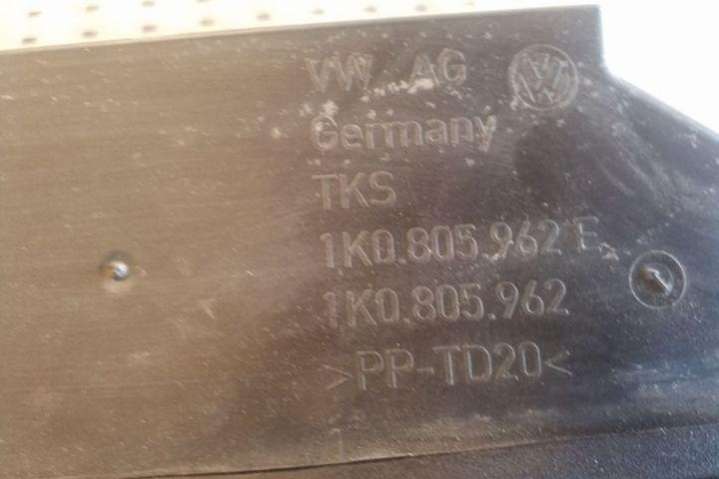 VW AG
Germany
TKS
1K0.805.962 E
1K0.805.962
>PP-TD20<